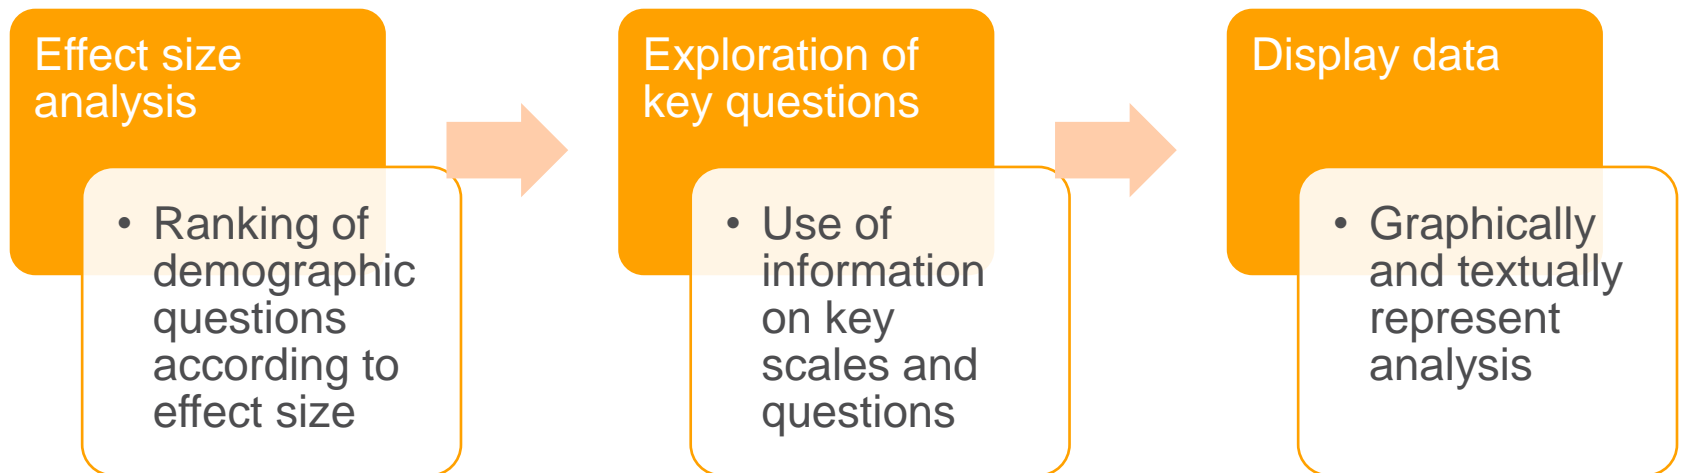 Effect size
analysis
• Ranking of
demographic
questions
according to
effect size
Exploration of
key questions
• Use of
information
on key
scales and
questions
Display data
• Graphically
and textually
represent
analysis